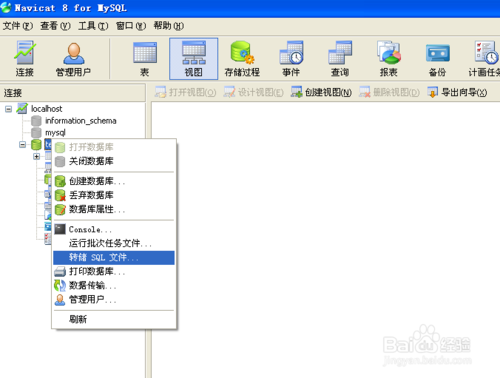 Navicat 8 for MySQL
文件(F) 查看(V) 工具(T) 窗口(W) 帮助(H)
连接 管理用户 表 视图 存储过程 事件 查询 报表 备份 计画任务
连接
打开视图(O) 设计视图(E) 创建视图(N) 删除视图(D) 导出向导(X)
localhost
information_schema
mysql
打开数据库
关闭数据库
创建数据库...
丢弃数据库
数据库属性...
Console...
运行批次任务文件...
转储 SQL 文件...
打印数据库...
数据传输...
管理用户...
刷新
Baidu 经验
jingyan.baidu.com